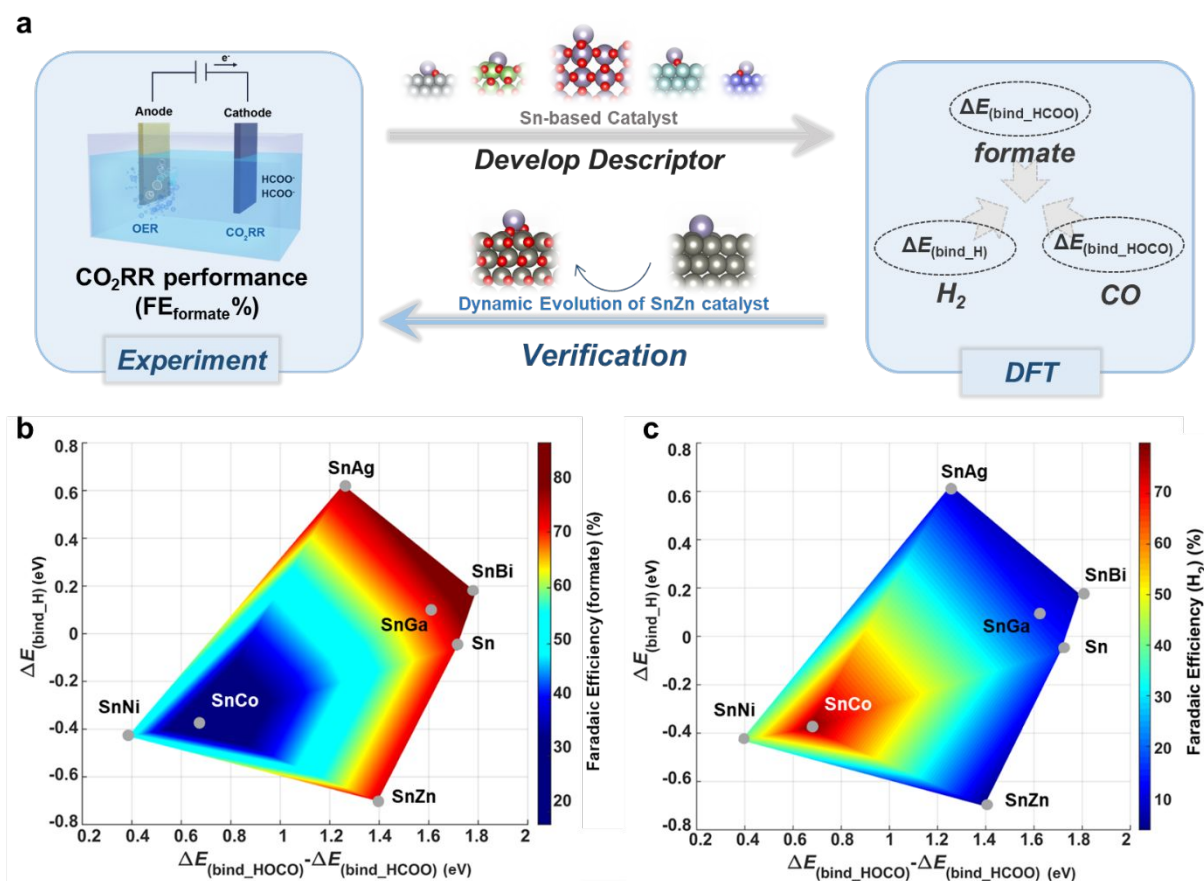 a
e-
Anode
Cathode
HCOO-
HCOO-
OER
CO2RR
CO2RR performance
(FEformate%)
Experiment
Sn-based Catalyst
Develop Descriptor
Dynamic Evolution of SnZn catalyst
Verification
ΔE(bind_HCOO)
formate
ΔE(bind_H)
H2
ΔE(bind_HOCO)
CO
DFT
b
0.8
0.6
0.4
0.2
0
-0.2
-0.4
-0.6
-0.8
ΔE(bind_H) (eV)
SnAg
SnBi
SnGa
Sn
SnCo
SnNi
SnZn
0.2 0.4 0.6 0.8 1 1.2 1.4 1.6 1.8 2
ΔE(bind_HOCO)-ΔE(bind_HCOO) (eV)
80
70
60
50
40
30
20
Faradaic Efficiency (formate) (%)
c
0.8
0.6
0.4
0.2
0
-0.2
-0.4
-0.6
-0.8
ΔE(bind_H) (eV)
SnAg
SnBi
SnGa
Sn
SnCo
SnNi
SnZn
0.2 0.4 0.6 0.8 1 1.2 1.4 1.6 1.8 2
ΔE(bind_HOCO)-ΔE(bind_HCOO) (eV)
70
60
50
40
30
20
10
Faradaic Efficiency (H2) (%)